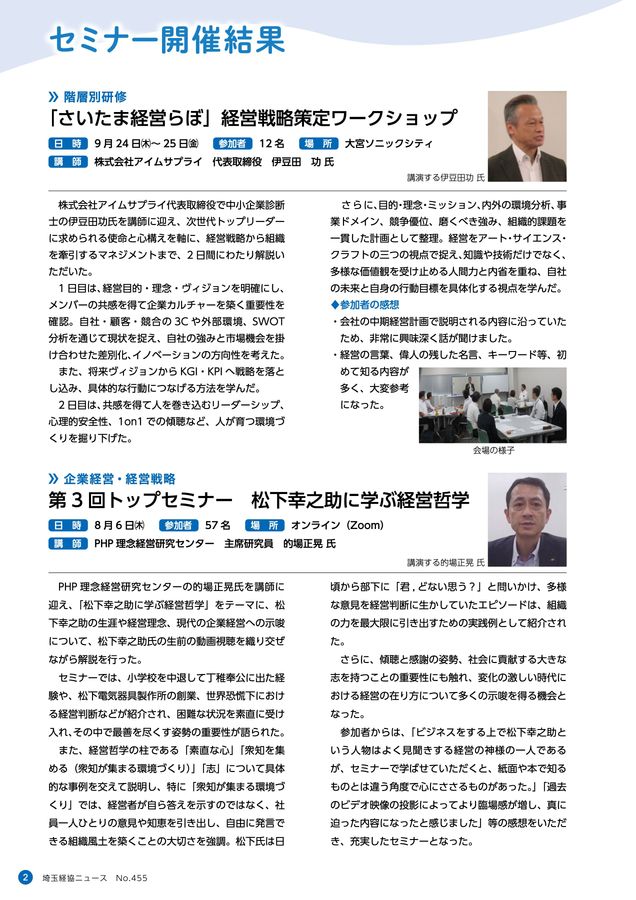 セミナー開催結果
階層別研修
「さいたま経営らぼ」経営戦略策定ワークショップ
日 時 9月24日㈭～25日㈮ 参加者 12名 場 所 大宮ソニックシティ
講 師 株式会社アイムサプライ 代表取締役 伊豆田 功 氏
講演する伊豆田功 氏
株式会社アイムサプライ代表取締役で中小企業診断
士の伊豆田功氏を講師に迎え、次世代トップリーダー
に求められる使命と心構えを軸に、経営戦略から組織
を牽引するマネジメントまで、2日間にわたり解説い
ただいた。
1日目は、経営目的・理念・ヴィジョンを明確にし、
メンバーの共感を得て企業カルチャーを築く重要性を
確認。自社・顧客・競合の3Cや外部環境、SWOT
分析を通じて現状を捉え、自社の強みと市場機会を掛
け合わせた差別化、イノベーションの方向性を考えた。
また、将来ヴィジョンからKGI・KPIへ戦略を落と
し込み、具体的な行動につなげる方法を学んだ。
2日目は、共感を得て人を巻き込むリーダーシップ、
心理的安全性、1on1での傾聴など、人が育つ環境づ
くりを掘り下げた。
さらに、目的・理念・ミッション、内外の環境分析、事
業ドメイン、競争優位、磨くべき強み、組織的課題を
一貫した計画として整理。経営をアート・サイエンス・
クラフトの三つの視点で捉え、知識や技術だけでなく、
多様な価値観を受け止める人間力と内省を重ね、自社
の未来と自身の行動目標を具体化する視点を学んだ。
◆参加者の感想
・会社の中期経営計画で説明される内容に沿っていた
ため、非常に興味深く話が聞けました。
・経営の言葉、偉人の残した名言、キーワード等、初
めて知る内容が
多く、大変参考
になった。
会場の様子
企業経営・経営戦略
第3回トップセミナー 松下幸之助に学ぶ経営哲学
日 時 8月6日㈭ 参加者 57名 場 所 オンライン（Zoom）
講 師 PHP理念経営研究センター 主席研究員 的場正晃 氏
講演する的場正晃 氏
PHP理念経営研究センターの的場正晃氏を講師に
迎え、「松下幸之助に学ぶ経営哲学」をテーマに、松
下幸之助の生涯や経営理念、現代の企業経営への示唆
について、松下幸之助氏の生前の動画視聴を織り交ぜ
ながら解説を行った。
セミナーでは、小学校を中退して丁稚奉公に出た経
験や、松下電気器具製作所の創業、世界恐慌下におけ
る経営判断などが紹介され、困難な状況を素直に受け
入れ、その中で最善を尽くす姿勢の重要性が語られた。
また、経営哲学の柱である「素直な心」「衆知を集
める（衆知が集まる環境づくり）」「志」について具体
的な事例を交えて説明し、特に「衆知が集まる環境づ
くり」では、経営者が自ら答えを示すのではなく、社
員一人ひとりの意見や知恵を引き出し、自由に発言で
きる組織風土を築くことの大切さを強調。松下氏は日
頃から部下に「君，どない思う？」と問いかけ、多様
な意見を経営判断に生かしていたエピソードは、組織
の力を最大限に引き出すための実践例として紹介され
た。
さらに、傾聴と感謝の姿勢、社会に貢献する大きな
志を持つことの重要性にも触れ、変化の激しい時代に
おける経営の在り方について多くの示唆を得る機会と
なった。
参加者からは、「ビジネスをする上で松下幸之助と
いう人物はよく見聞きする経営の神様の一人である
が、セミナーで学ばせていただくと、紙面や本で知る
ものとは違う角度で心にささるものがあった。」「過去
のビデオ映像の投影によってより臨場感が増し、真に
迫った内容になったと感じました」等の感想をいただ
き、充実したセミナーとなった。
2 埼玉経協ニュース No.455